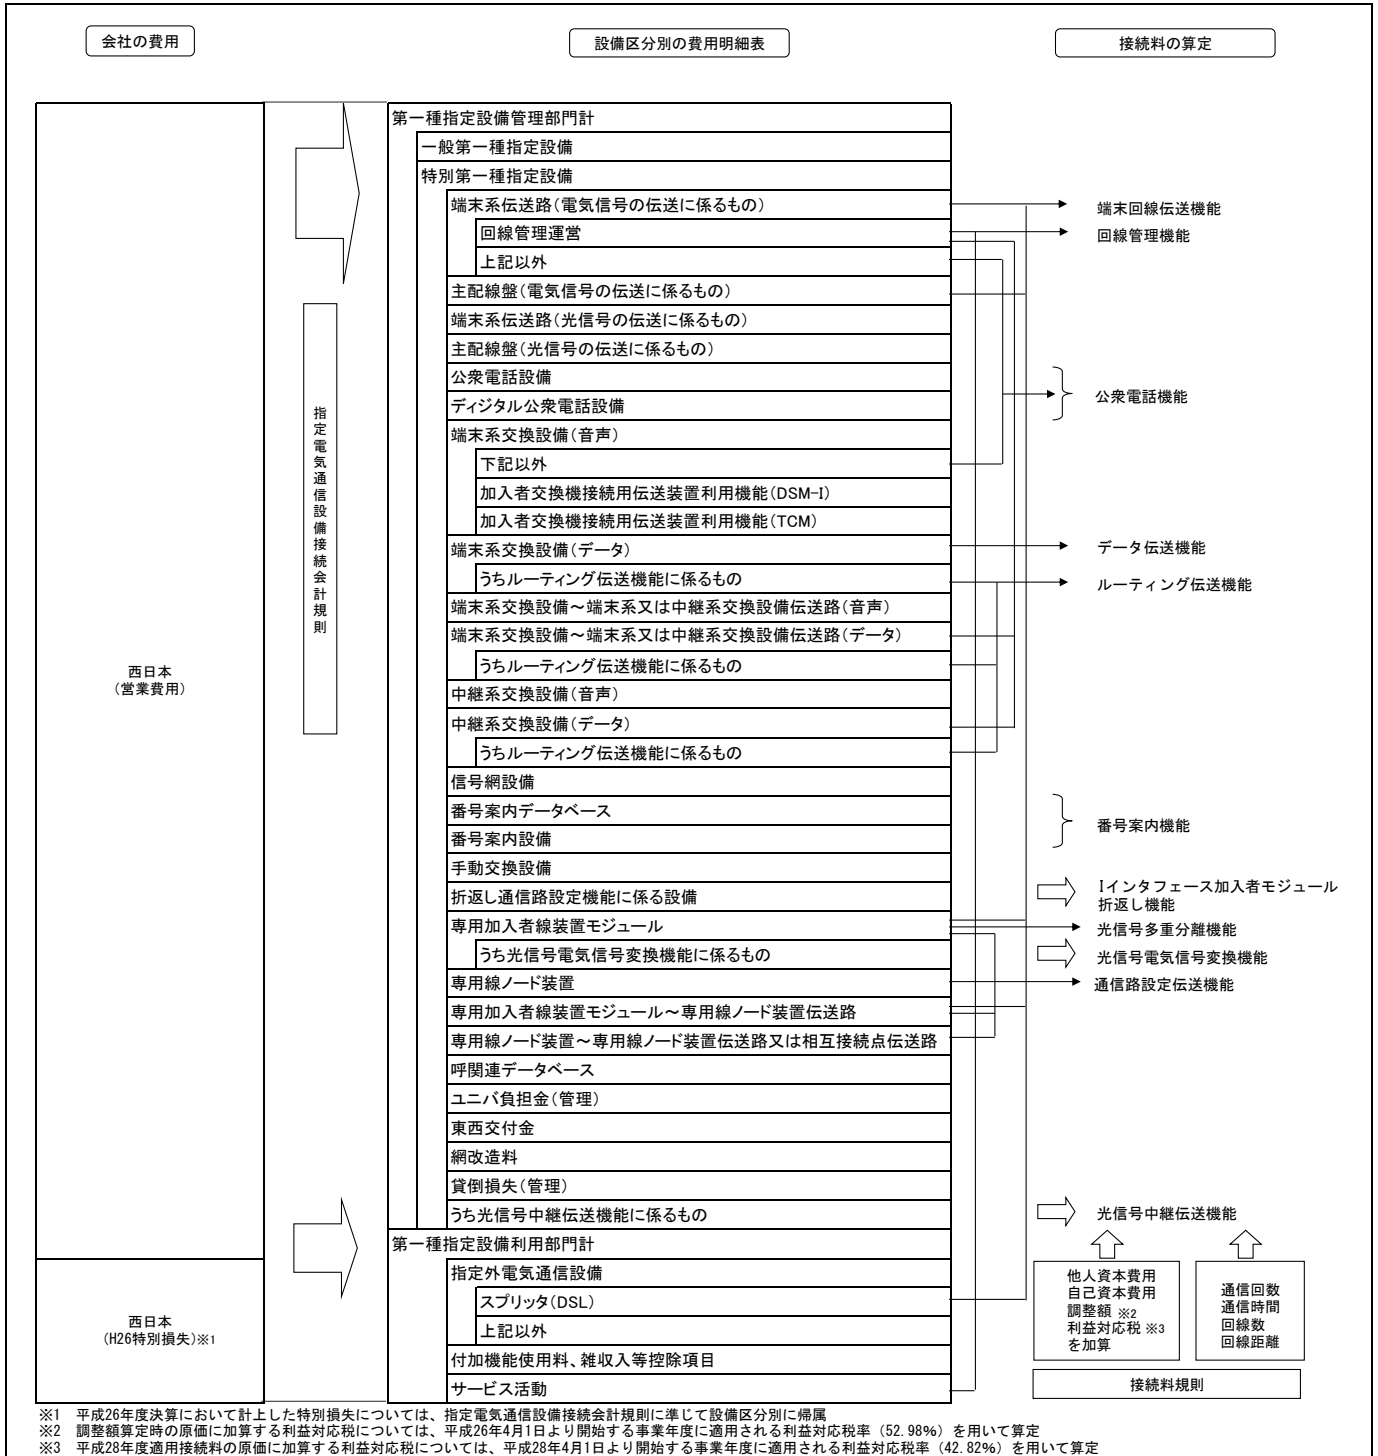 会社の費用
設備区分別の費用明細表
接続料の算定
西日本
(営業費用)
西日本
(H26特別損失)※1
指定電気通信設備接続会計規則
第一種指定設備管理部門計
一般第一種指定設備
特別第一種指定設備
端末系伝送路(電気信号の伝送に係るもの)
回線管理運営
上記以外
主配線盤(電気信号の伝送に係るもの)
端末系伝送路(光信号の伝送に係るもの)
主配線盤(光信号の伝送に係るもの)
公衆電話設備
ディジタル公衆電話設備
端末系交換設備(音声)
下記以外
加入者交換機接続用伝送装置利用機能(DSM-I)
加入者交換機接続用伝送装置利用機能(TCM)
端末系交換設備(データ)
うちルーティング伝送機能に係るもの
端末系交換設備～端末系又は中継系交換設備伝送路(音声)
端末系交換設備～端末系又は中継系交換設備伝送路(データ)
うちルーティング伝送機能に係るもの
中継系交換設備(音声)
中継系交換設備(データ)
うちルーティング伝送機能に係るもの
信号網設備
番号案内データベース
番号案内設備
手動交換設備
折返し通信路設定機能に係る設備
専用加入者線装置モジュール
うち光信号電気信号変換機能に係るもの
専用線ノード装置
専用加入者線装置モジュール～専用線ノード装置伝送路
専用線ノード装置～専用線ノード装置伝送路又は相互接続点伝送路
呼関連データベース
ユニバ負担金(管理)
東西交付金
網改造料
貸倒損失(管理)
うち光信号中継伝送機能に係るもの
第一種指定設備利用部門計
指定外電気通信設備
スプリッタ(DSL)
上記以外
付加機能使用料、雑収入等控除項目
サービス活動
端末回線伝送機能
回線管理機能
公衆電話機能
データ伝送機能
ルーティング伝送機能
番号案内機能
Iインタフェース加入者モジュール
折返し機能
光信号多重分離機能
光信号電気信号変換機能
通信路設定伝送機能
光信号中継伝送機能
他人資本費用
自己資本費用
調整額 ※2
利益対応税 ※3
を加算
通信回数
通信時間
回線数
回線距離
接続料規則
※1 平成26年度決算において計上した特別損失については、指定電気通信設備接続会計規則に準じて設備区分別に帰属
※2 調整額算定時の原価に加算する利益対応税については、平成26年4月1日より開始する事業年度に適用される利益対応税率(52.98%)を用いて算定
※3 平成28年度適用接続料の原価に加算する利益対応税については、平成28年4月1日より開始する事業年度に適用される利益対応税率(42.82%)を用いて算定